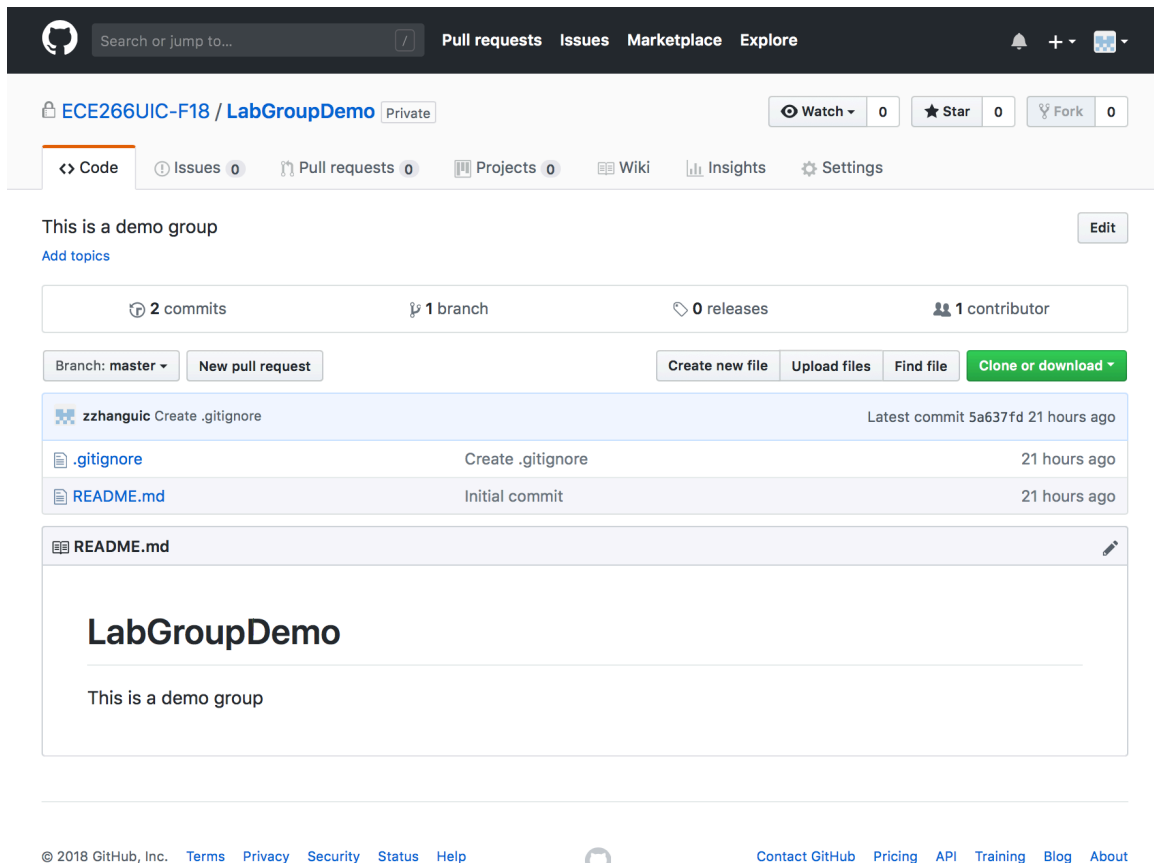 Search or jump to... / Pull requests Issues Marketplace Explore
ECE266UIC-F18 / LabGroupDemo Private Watch 0 Star 0 Fork 0
Code Issues 0 Pull requests 0 Projects 0 Wiki Insights Settings
This is a demo group Edit
Add topics
2 commits 1 branch 0 releases 1 contributor
Branch: master New pull request Create new file Upload files Find file Clone or download
zzhanguic Create .gitignore Latest commit 5a637fd 21 hours ago
.gitignore Create .gitignore 21 hours ago
README.md Initial commit 21 hours ago
README.md
LabGroupDemo
This is a demo group
© 2018 GitHub, Inc. Terms Privacy Security Status Help Contact GitHub Pricing API Training Blog About